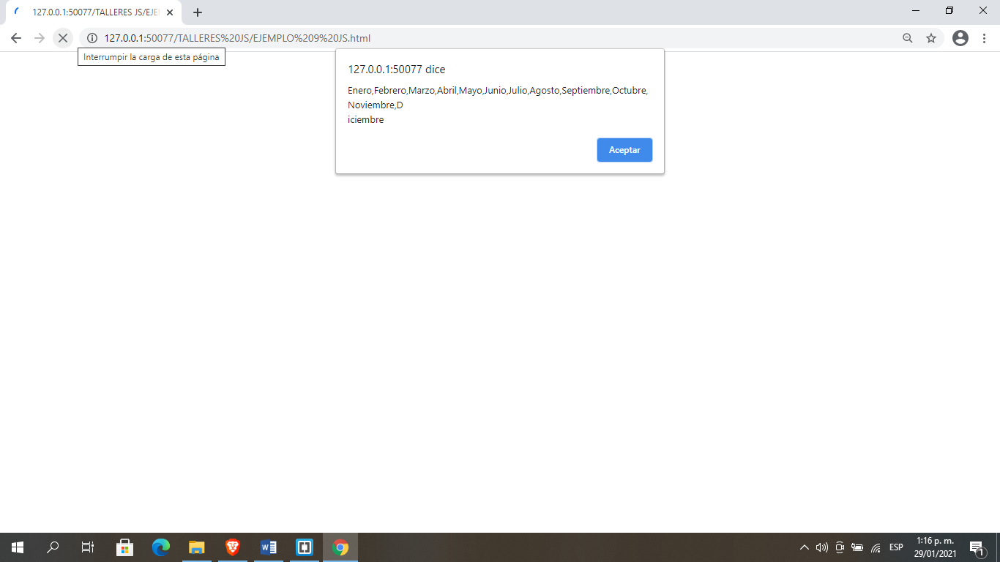 127.0.0.1:50077/TALLERES JS/EJE
127.0.0.1:50077/TALLERES%20JS/EJEMPLO%209%20JS.html
Interrumpir la carga de esta página
127.0.0.1:50077 dice
Enero,Febrero,Marzo,Abril,Mayo,Junio,Julio,Agosto,Septiembre,Octubre,
Noviembre,D
iciembre
Aceptar
ESP
1:16 p. m.
29/01/2021
1